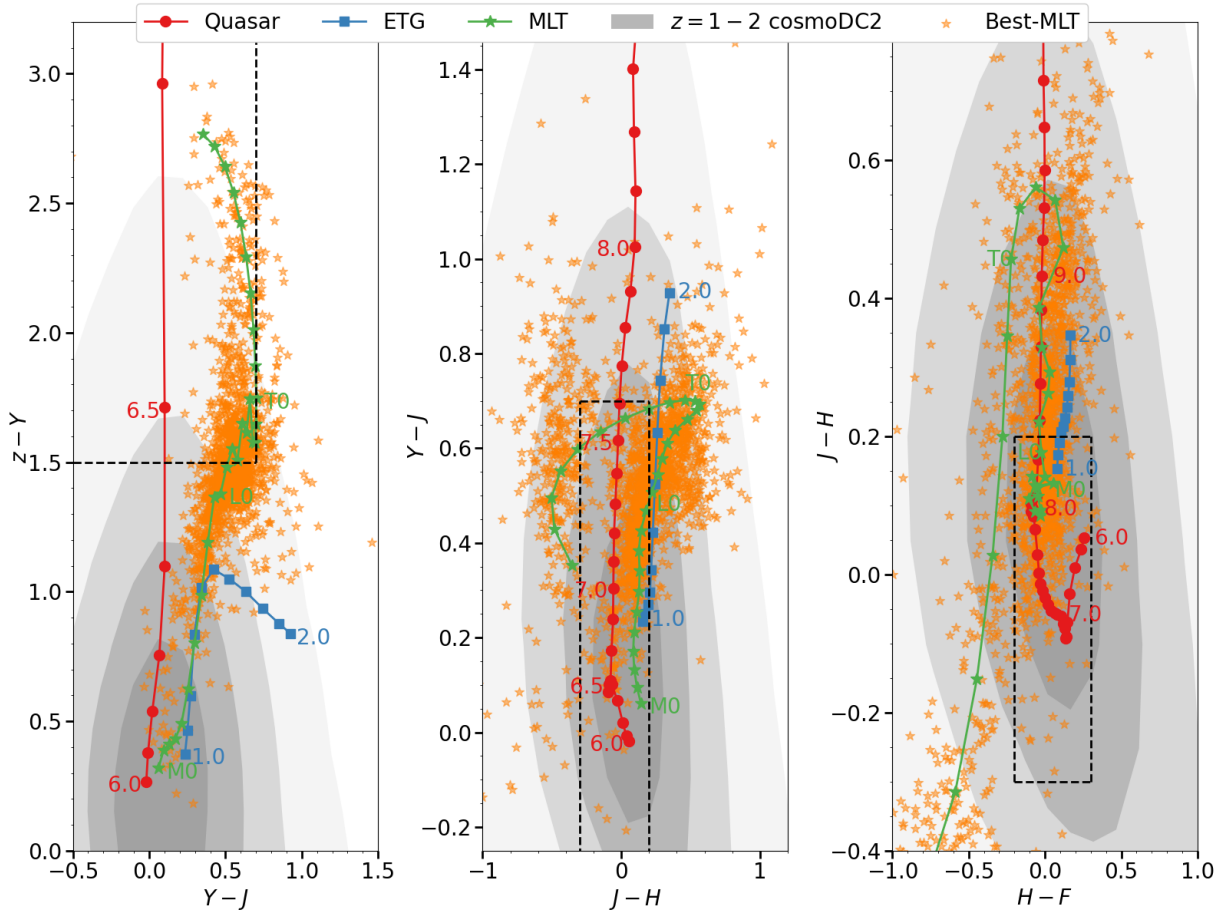 Quasar ETG MLT z = 1 − 2 cosmoDC2 Best-MLT
3.0
2.5
2.0
1.5
1.0
0.5
0.0
z − Y
6.5
T0
L0
2.0
1.0
M0
6.0
−0.5 0.0 0.5 1.0 1.5
Y − J
1.4
1.2
1.0
0.8
0.6
0.4
0.2
0.0
−0.2
Y − J
8.0
2.0
T0
7.5
L0
7.0
1.0
6.5
M0
6.0
−1 0 1
J − H
0.6
0.4
0.2
0.0
−0.2
−0.4
J − H
T0
9.0
2.0
L0
1.0
M0
8.0
6.0
7.0
−1.0 −0.5 0.0 0.5 1.0
H − F